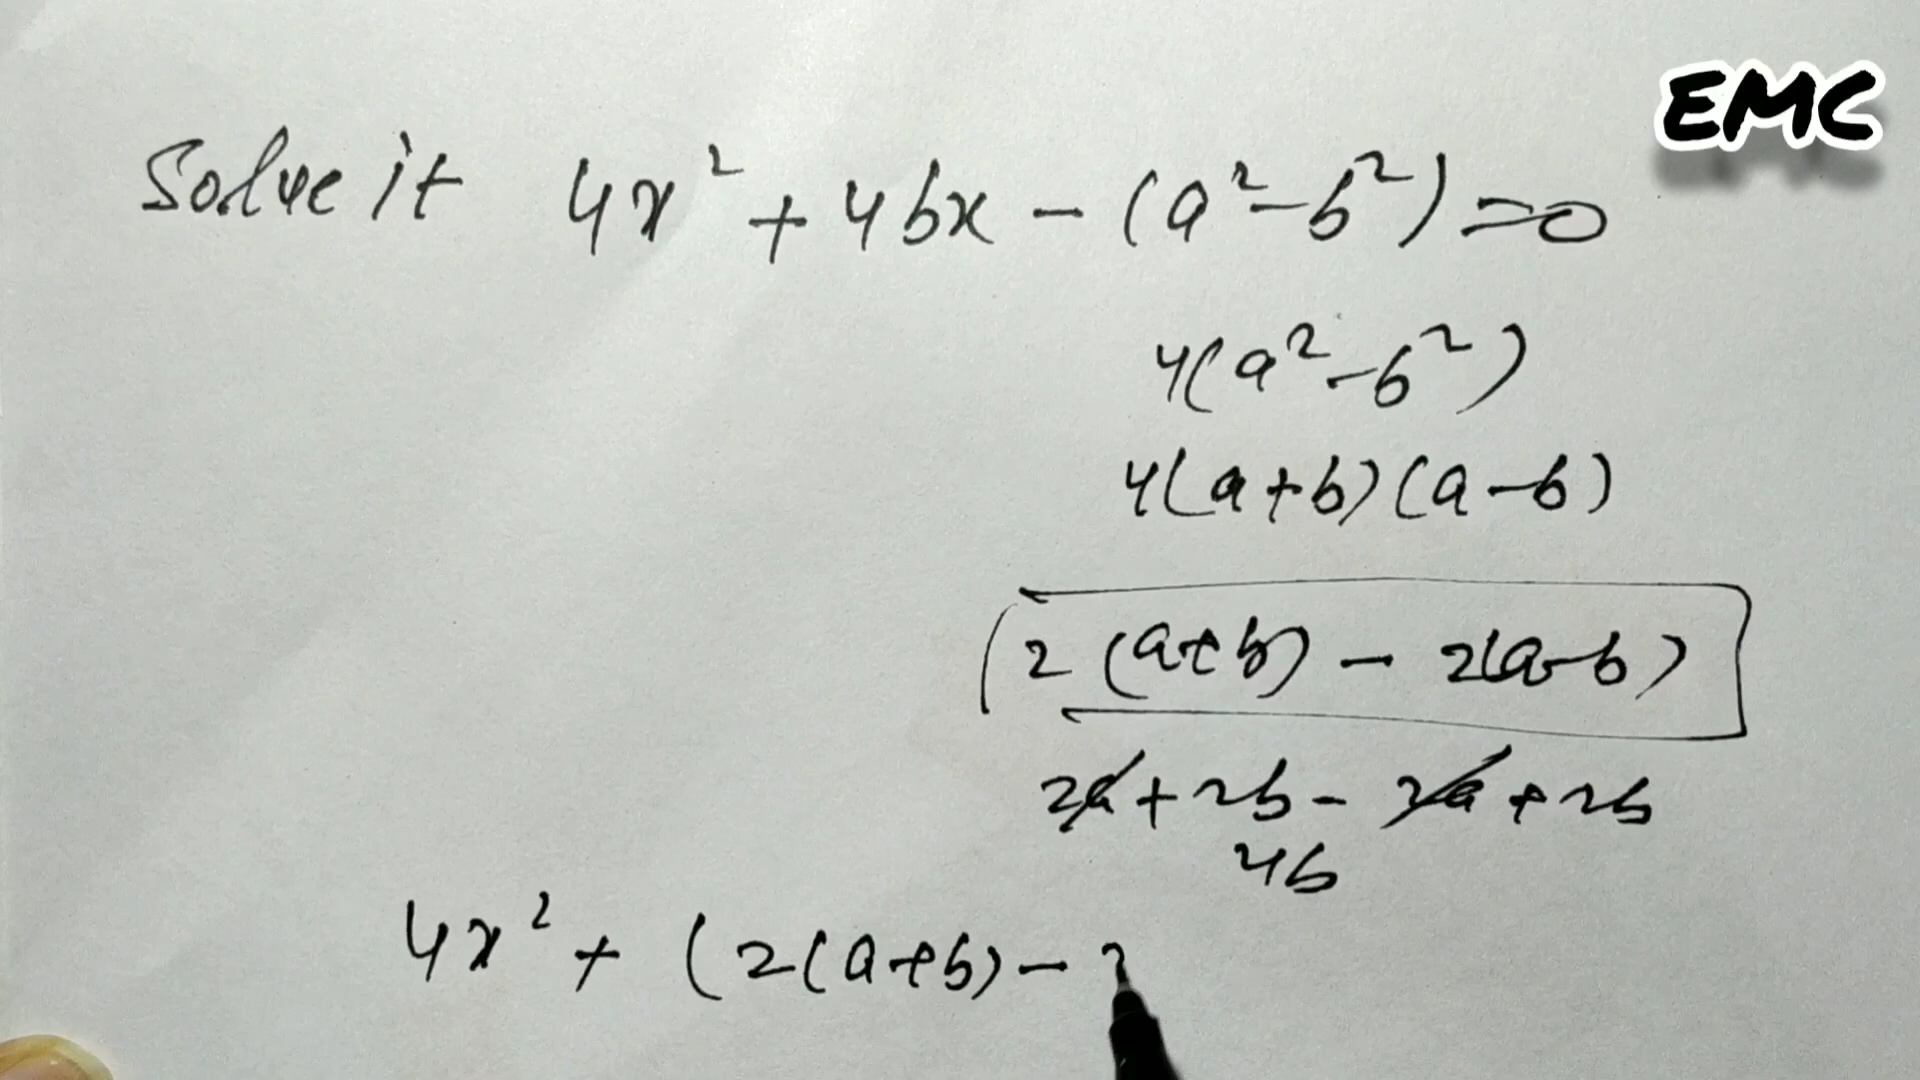 EMC
Solve it 4x² + 4bx - (a² - b²) = 0
4(a² - b²)
4(a+b)(a-b)
(2(a+b) - 2(a-b)
2a + 2b - 2a + 2b
4b
4x² + (2(a+b) -